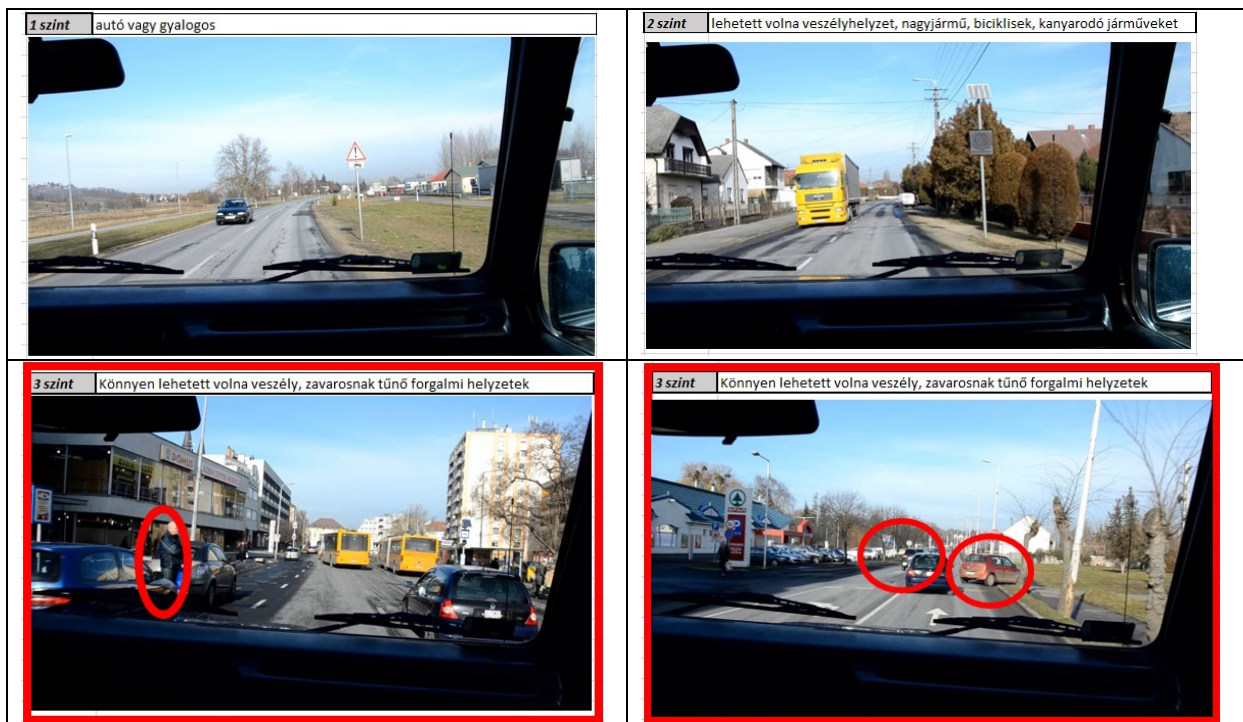 1 szint autó vagy gyalogos
2 szint lehetett volna veszélyhelyzet, nagyjármű, biciklisek, kanyarodó járműveket
3 szint Könnyen lehetett volna veszély, zavarosnak tűnő forgalmi helyzetek
DOMUS
3 szint Könnyen lehetett volna veszély, zavarosnak tűnő forgalmi helyzetek